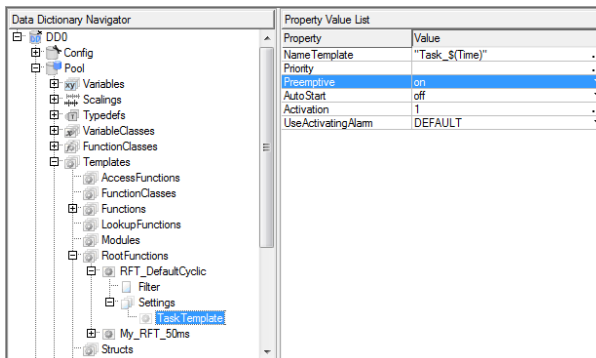 Data Dictionary Navigator
DD0
Config
Pool
Variables
Scalings
Typedefs
VariableClasses
FunctionClasses
Templates
AccessFunctions
FunctionClasses
Functions
LookupFunctions
Modules
RootFunctions
RFT_DefaultCyclic
Filter
Settings
TaskTemplate
My_RFT_50ms
Structs
Property Value List
Property Value
NameTemplate "Task_$(Time)"
Priority
Preemptive on
AutoStart off
Activation 1
UseActivatingAlarm DEFAULT